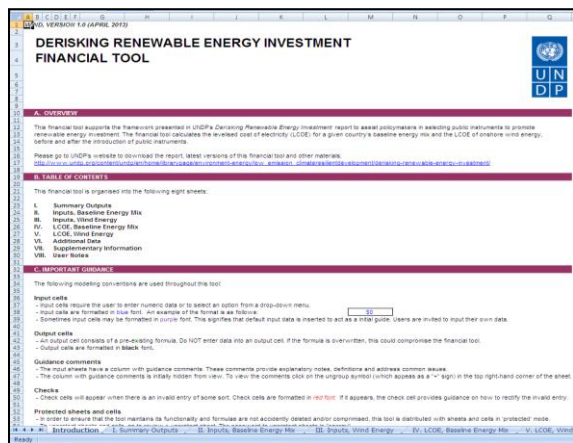 ND, VERSION 1.0 (APRIL 2013)
DERISKING RENEWABLE ENERGY INVESTMENT
FINANCIAL TOOL
U N
D P
A. OVERVIEW
This financial tool supports the framework presented in UNDP's Derisking Renewable Energy Investment report to assist policymakers in selecting public instruments to promote
renewable energy investment. The financial tool calculates the levelised cost of electricity (LCOE) for a given country's baseline energy mix and the LCOE of onshore wind energy,
before and after the introduction of public instruments.
Please go to UNDP's website to download the report, latest versions of this financial tool and other materials:
B. TABLE OF CONTENTS
This financial tool is organised into the following eight sheets:
I. Summary Outputs
II. Inputs, Baseline Energy Mix
III. Inputs, Wind Energy
IV. LCOE, Baseline Energy Mix
V. LCOE, Wind Energy
VI. Additional Data
VII. Supplementary Information
VIII. User Notes
C. IMPORTANT GUIDANCE
The following modelling conventions are used throughout this tool:
Input cells
- Input cells require the user to enter numeric data or to select an option from a drop-down menu.
- Input cells are formatted in blue font. An example of the format is as follows: 50
- Sometimes input cells may be formatted in purple font. This signifies that default input data is inserted to act as a initial guide. Users are invited to input their own data.
Output cells
- An output cell consists of a pre-existing formula. Do NOT enter data into an output cell. If the formula is overwritten, this could compromise the financial tool.
- Output cells are formatted in black font.
Guidance comments
- The input sheets have a column with guidance comments. These comments provide explanatory notes, definitions and address common issues.
- The column with guidance comments is initially hidden from view. To view the comments click on the ungroup symbol (which appears as a "+" sign) in the top right-hand corner of the sheet.
Checks
- Check cells will appear when there is an invalid entry of some sort. Check cells are formatted in red font. If it appears, the check cell provides guidance on how to rectify the invalid entry.
Protected sheets and cells
- In order to ensure that the tool maintains its functionality and formulae are not accidently deleted and/or compromised, this tool is distributed with sheets and cells in 'protected' mode.
Introduction I. Summary Outputs II. Inputs, Baseline Energy Mix III. Inputs, Wind Energy IV. LCOE, Baseline Energy Mix V. LCOE, Wind
Ready